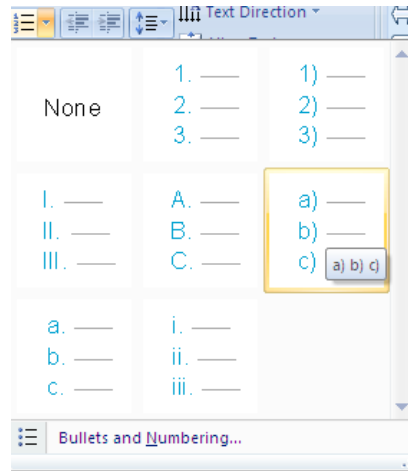 Text Direction
None
1.
2.
3.
1)
2)
3)
I.
II.
III.
A.
B.
C.
a)
b)
c)
a) b) c)
a.
b.
c.
i.
ii.
iii.
Bullets and Numbering...